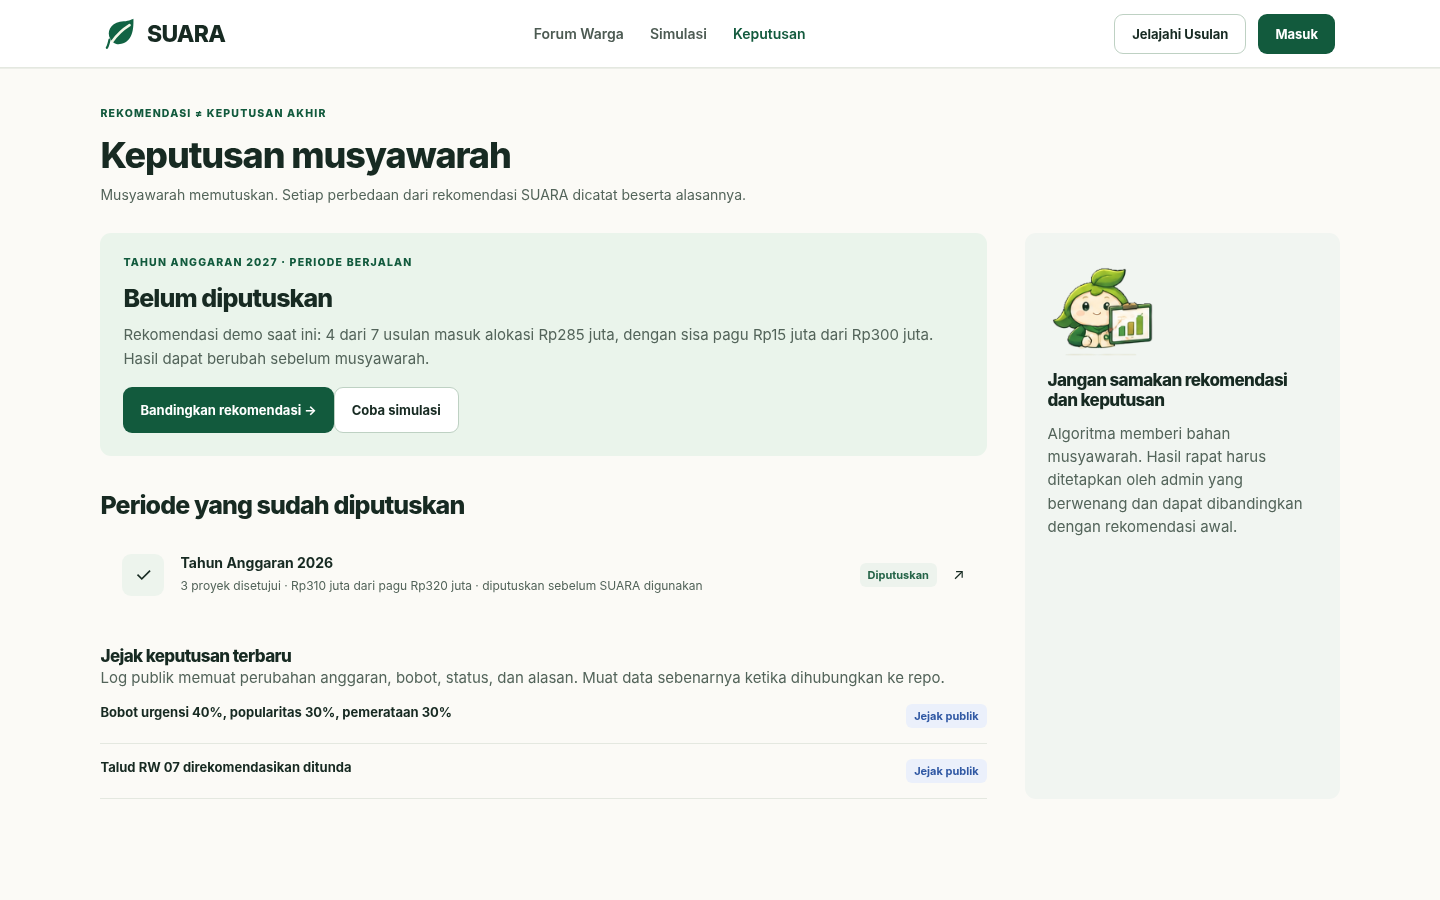 SUARA
Forum Warga
Simulasi
Keputusan
Jelajahi Usulan
Masuk
REKOMENDASI ≠ KEPUTUSAN AKHIR
Keputusan musyawarah
Musyawarah memutuskan. Setiap perbedaan dari rekomendasi SUARA dicatat beserta alasannya.
TAHUN ANGGARAN 2027 · PERIODE BERJALAN
Belum diputuskan
Rekomendasi demo saat ini: 4 dari 7 usulan masuk alokasi Rp285 juta, dengan sisa pagu Rp15 juta dari Rp300 juta.
Hasil dapat berubah sebelum musyawarah.
Bandingkan rekomendasi →
Coba simulasi
Periode yang sudah diputuskan
Tahun Anggaran 2026
3 proyek disetujui · Rp310 juta dari pagu Rp320 juta · diputuskan sebelum SUARA digunakan
Diputuskan
Jejak keputusan terbaru
Log publik memuat perubahan anggaran, bobot, status, dan alasan. Muat data sebenarnya ketika dihubungkan ke repo.
Bobot urgensi 40%, popularitas 30%, pemerataan 30%
Jejak publik
Talud RW 07 direkomendasikan ditunda
Jejak publik
Jangan samakan rekomendasi
dan keputusan
Algoritma memberi bahan
musyawarah. Hasil rapat harus
ditetapkan oleh admin yang
berwenang dan dapat dibandingkan
dengan rekomendasi awal.